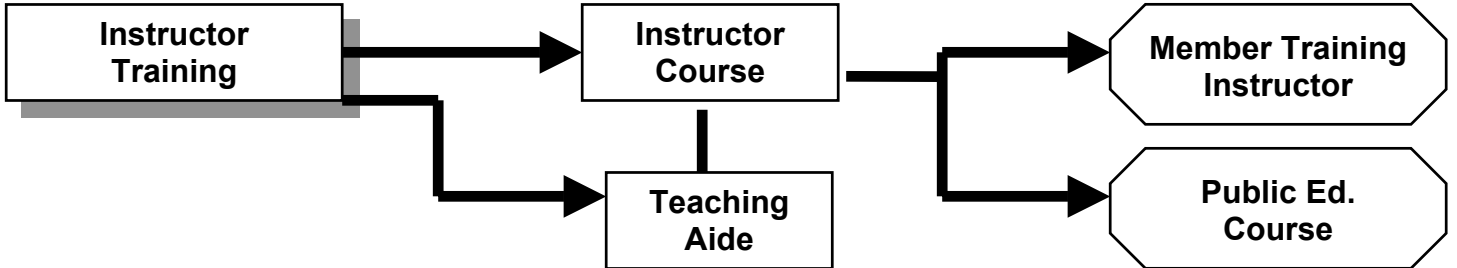 Instructor
Training
Instructor
Course
Member Training
Instructor
Teaching
Aide
Public Ed.
Course